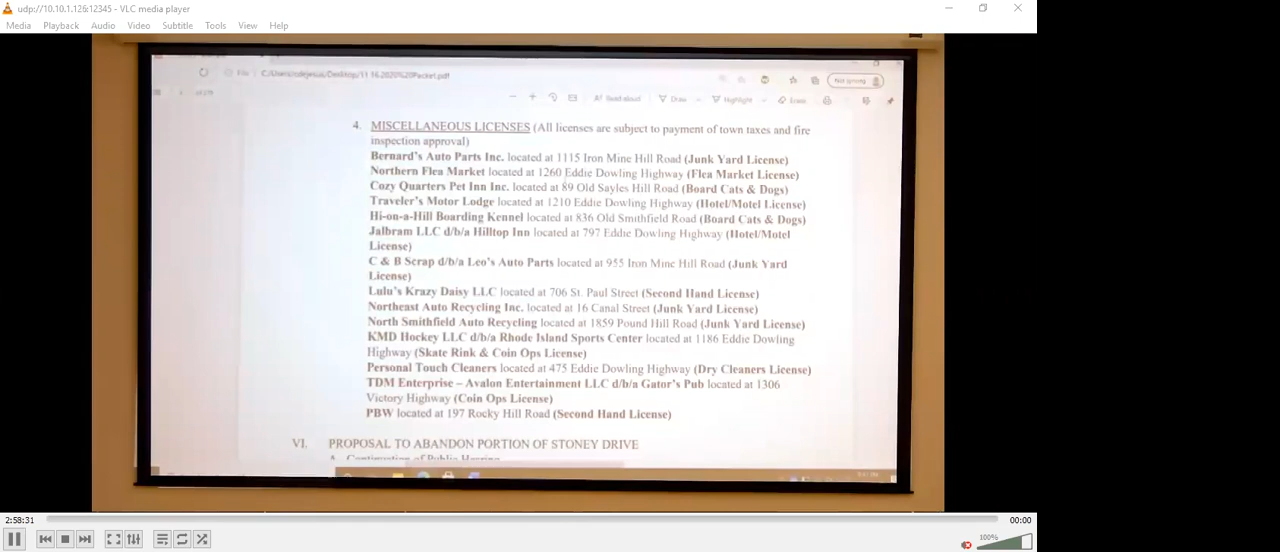 udp://10.10.1.126:12345 - VLC media player
Media Playback Audio Video Subtitle Tools View Help
File C:/Users/
Read aloud Draw Highlight Erase
4. MISCELLANEOUS LICENSES (All licenses are subject to payment of town taxes and fire
inspection approval)
Bernard's Auto Parts Inc. located at 1115 Iron Mine Hill Road (Junk Yard License)
Northern Flea Market located at 1260 Eddie Dowling Highway (Flea Market License)
Cozy Quarters Pet Inn Inc. located at 89 Old Sayles Hill Road (Board Cats & Dogs)
Traveler's Motor Lodge located at 1210 Eddie Dowling Highway (Hotel/Motel License)
Hi-on-a-Hill Boarding Kennel located at 836 Old Smithfield Road (Board Cats & Dogs)
Jalbram LLC d/b/a Hilltop Inn located at 797 Eddie Dowling Highway (Hotel/Motel
License)
C & B Scrap d/b/a Leo's Auto Parts located at 955 Iron Mine Hill Road (Junk Yard
License)
Lulu's Krazy Daisy LLC located at 706 St. Paul Street (Second Hand License)
Northeast Auto Recycling Inc. located at 16 Canal Street (Junk Yard License)
North Smithfield Auto Recycling located at 1859 Pound Hill Road (Junk Yard License)
KMD Hockey LLC d/b/a Rhode Island Sports Center located at 1186 Eddie Dowling
Highway (Skate Rink & Coin Ops License)
Personal Touch Cleaners located at 475 Eddie Dowling Highway (Dry Cleaners License)
TDM Enterprise – Avalon Entertainment LLC d/b/a Gator's Pub located at 1306
Victory Highway (Coin Ops License)
PBW located at 197 Rocky Hill Road (Second Hand License)
VI. PROPOSAL TO ABANDON PORTION OF STONEY DRIVE
A. Continuation of Public Hearing
2:58:31 00:00
100%